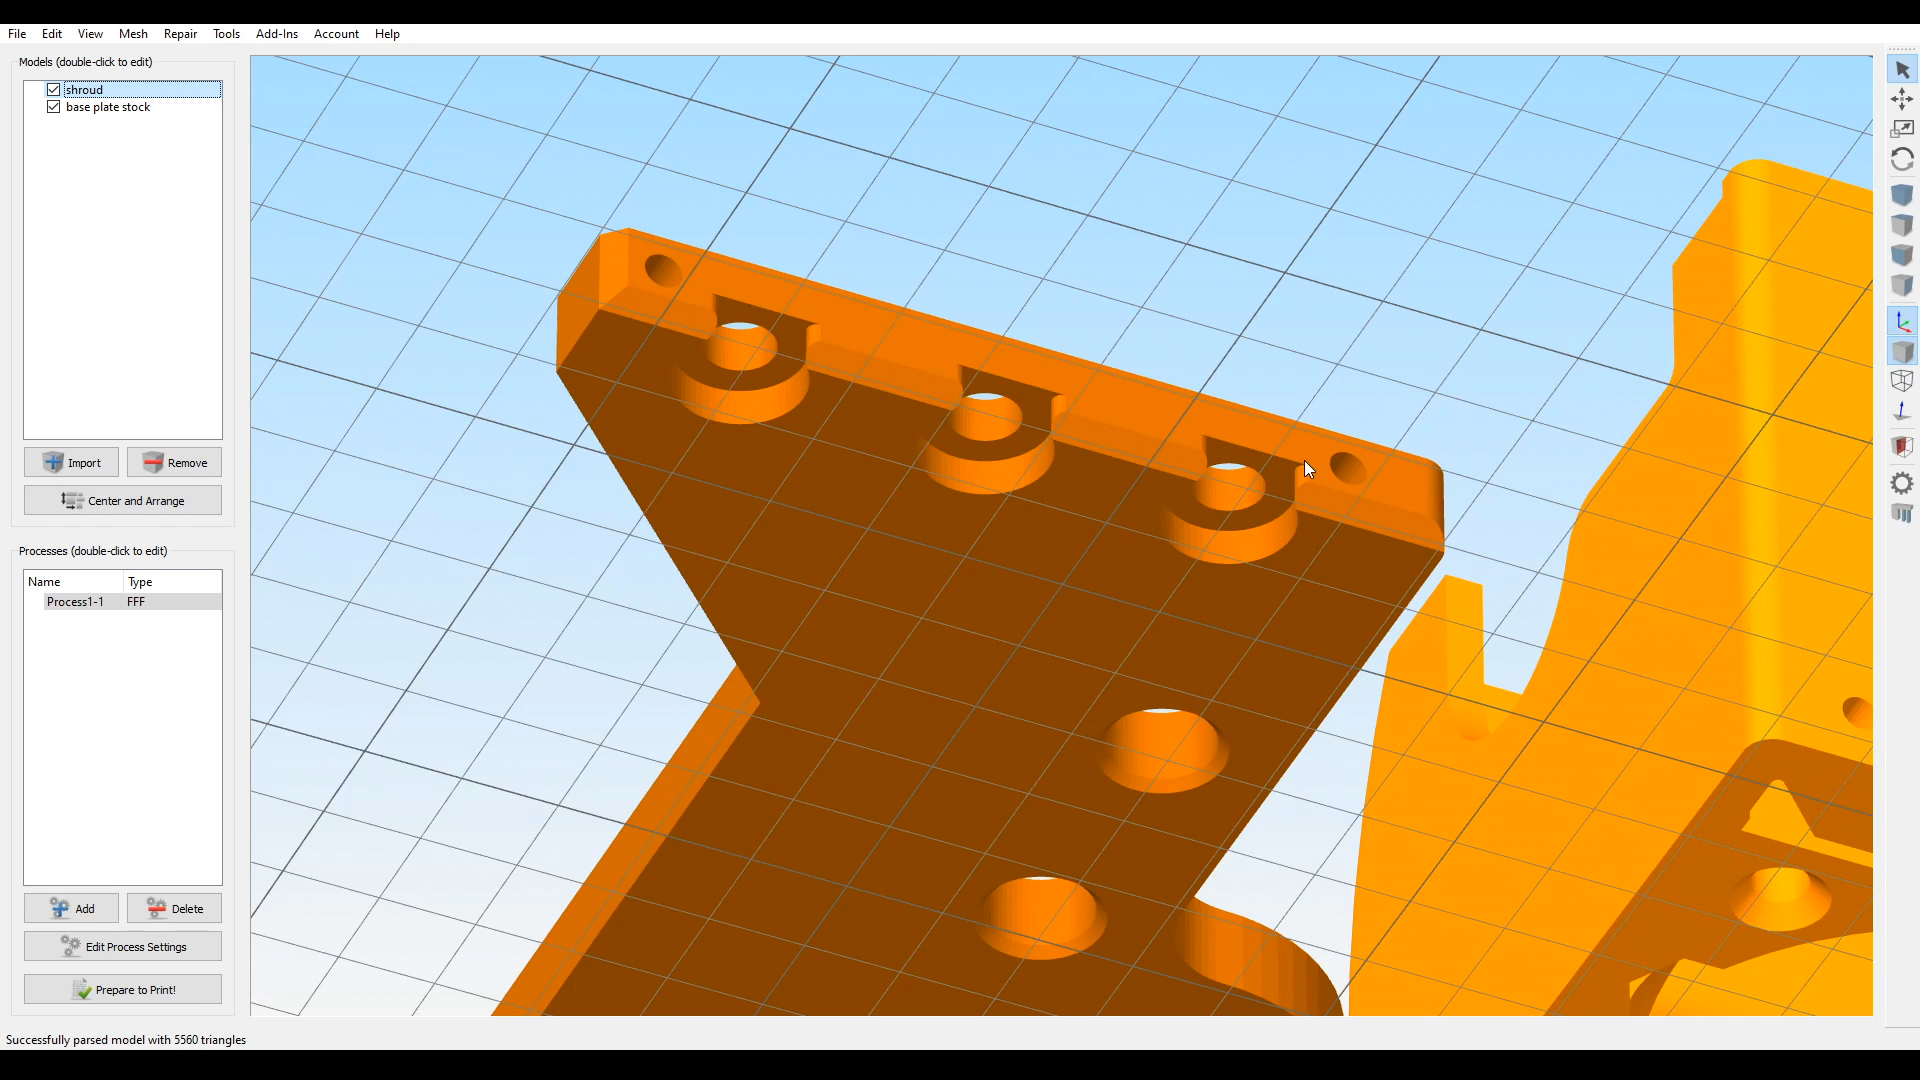 File Edit View Mesh Repair Tools Add-Ins Account Help
Models (double-click to edit)
shroud
base plate stock
Import Remove
Center and Arrange
Processes (double-click to edit)
Name Type
Process1-1 FFF
Add Delete
Edit Process Settings
Prepare to Print!
Successfully parsed model with 5560 triangles